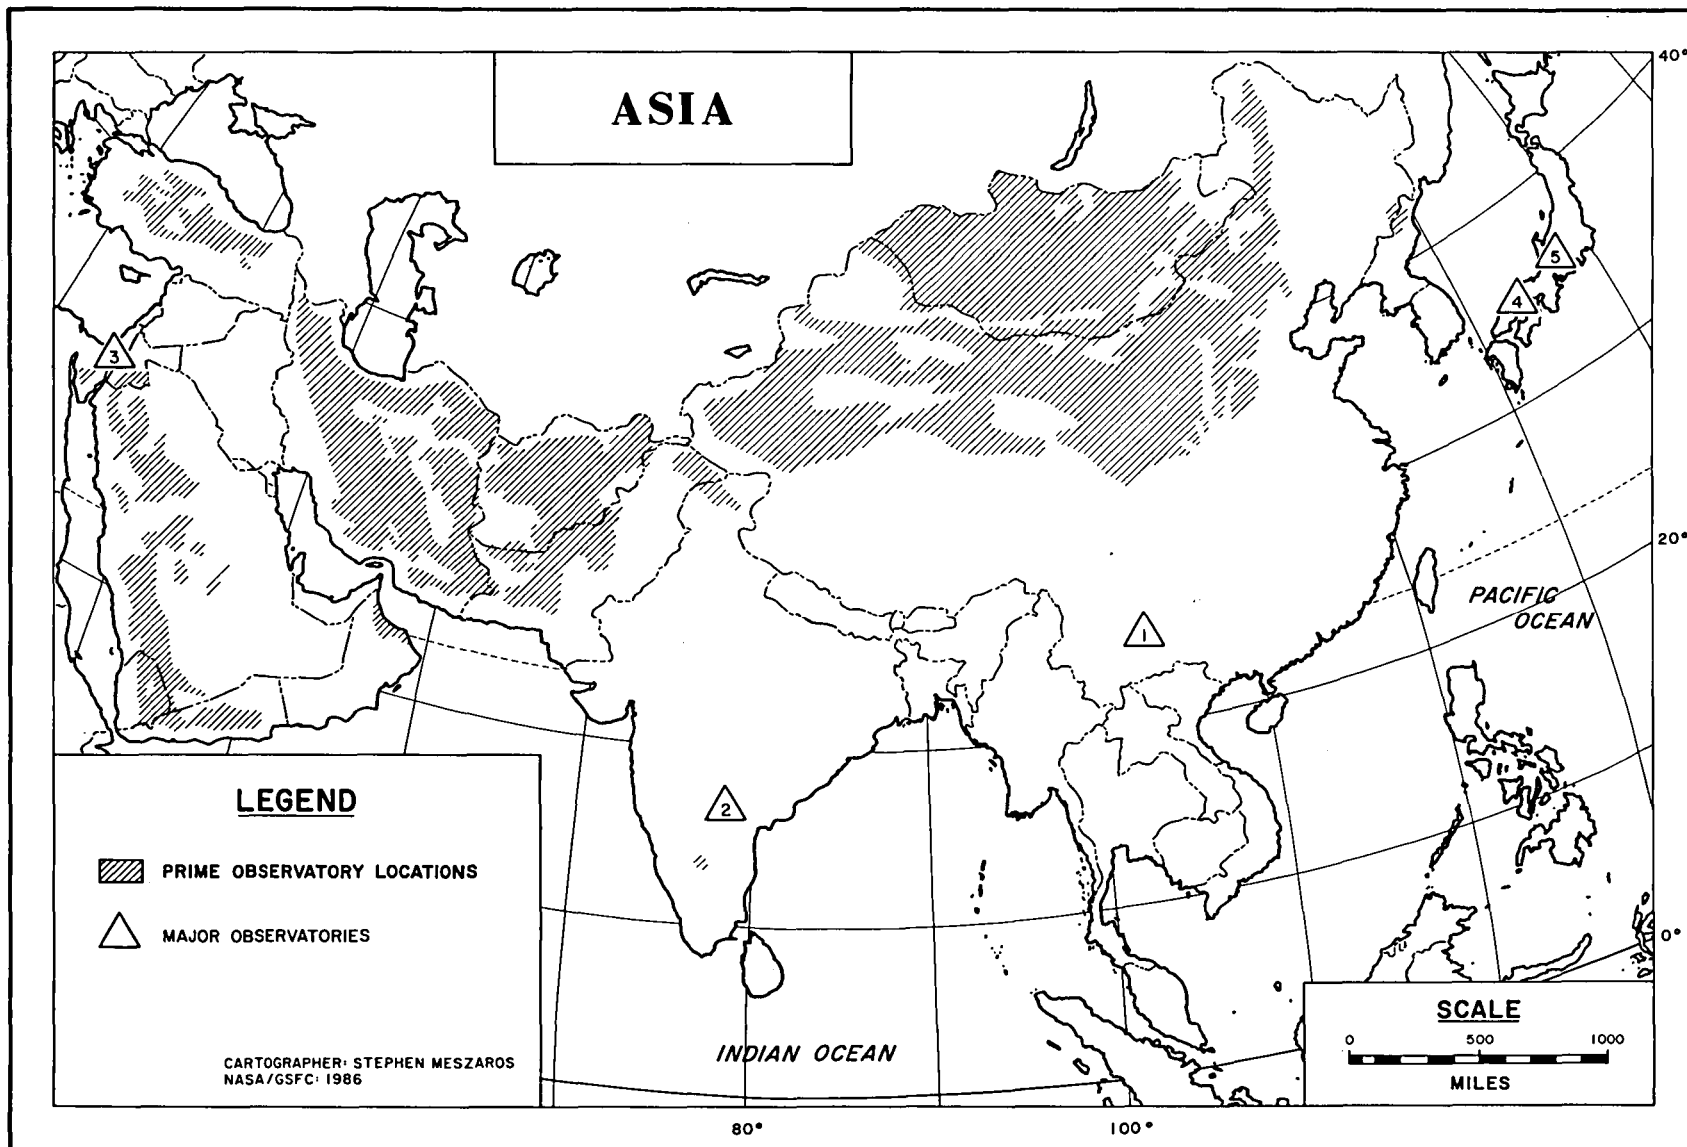 ASIA
40°
5
4
3
20°
PACIFIC
OCEAN
1
2
LEGEND
PRIME OBSERVATORY LOCATIONS
MAJOR OBSERVATORIES
0°
CARTOGRAPHER: STEPHEN MESZAROS
NASA/GSFC: 1986
INDIAN OCEAN
SCALE
0 500 1000
MILES
80° 100°